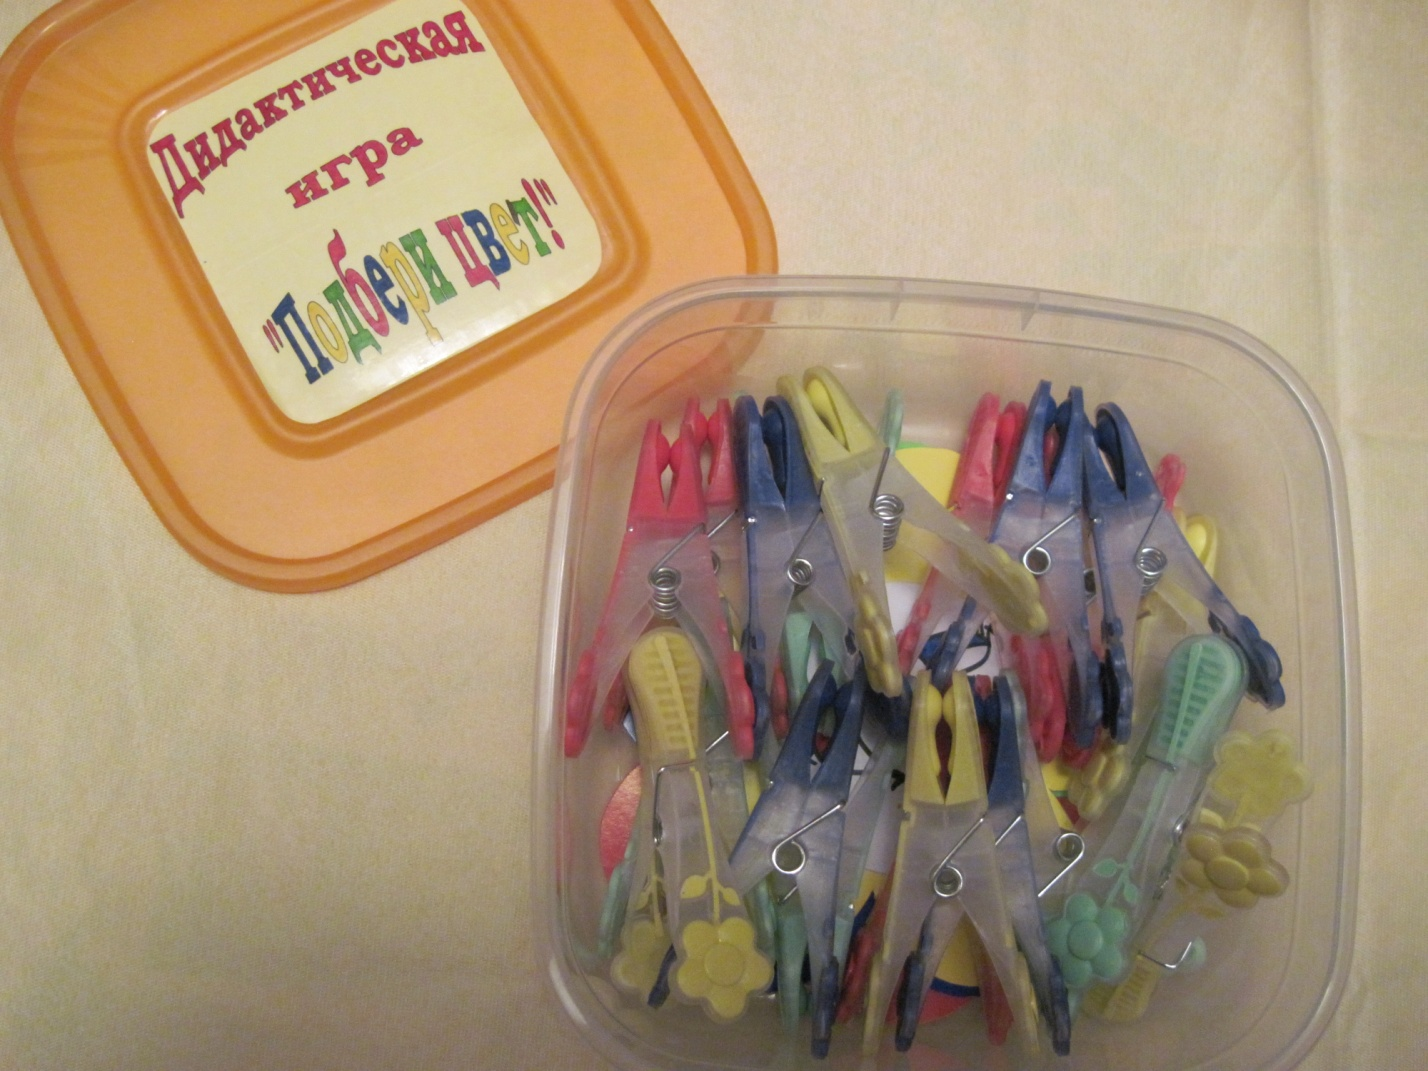 Дидактическая
игра
"Подбери цвет!"